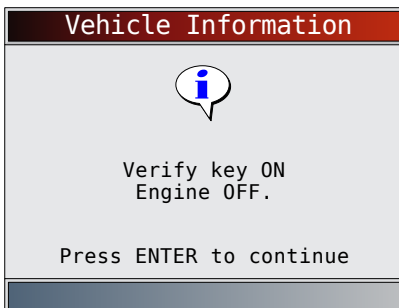 Vehicle Information
i
Verify key ON
Engine OFF.
Press ENTER to continue